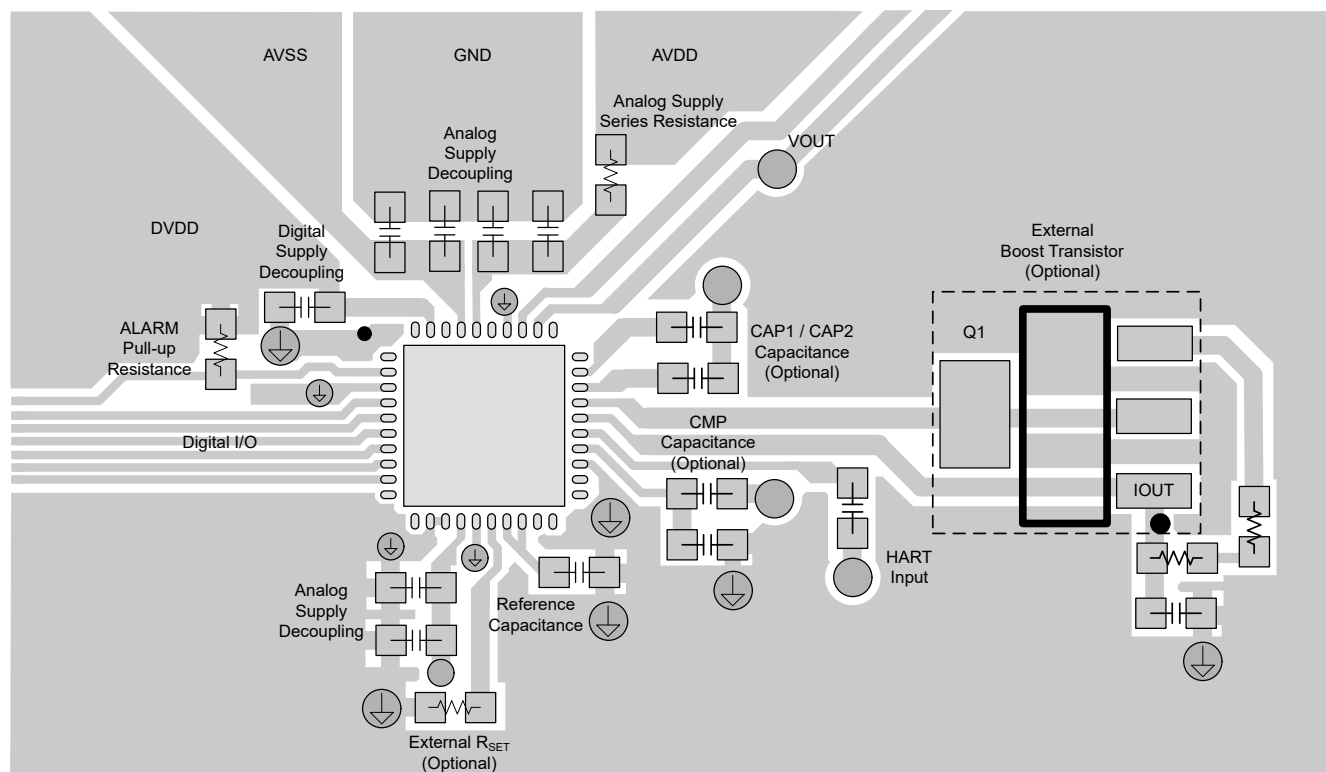 AVSS
GND
AVDD
Analog Supply
Series Resistance
Analog
Supply
Decoupling
VOUT
DVDD
Digital
Supply
Decoupling
External
Boost Transistor
(Optional)
ALARM
Pull-up
Resistance
CAP1 / CAP2
Capacitance
(Optional)
Q1
Digital I/O
CMP
Capacitance
(Optional)
IOUT
HART
Input
Analog
Supply
Decoupling
Reference
Capacitance
External RSET
(Optional)